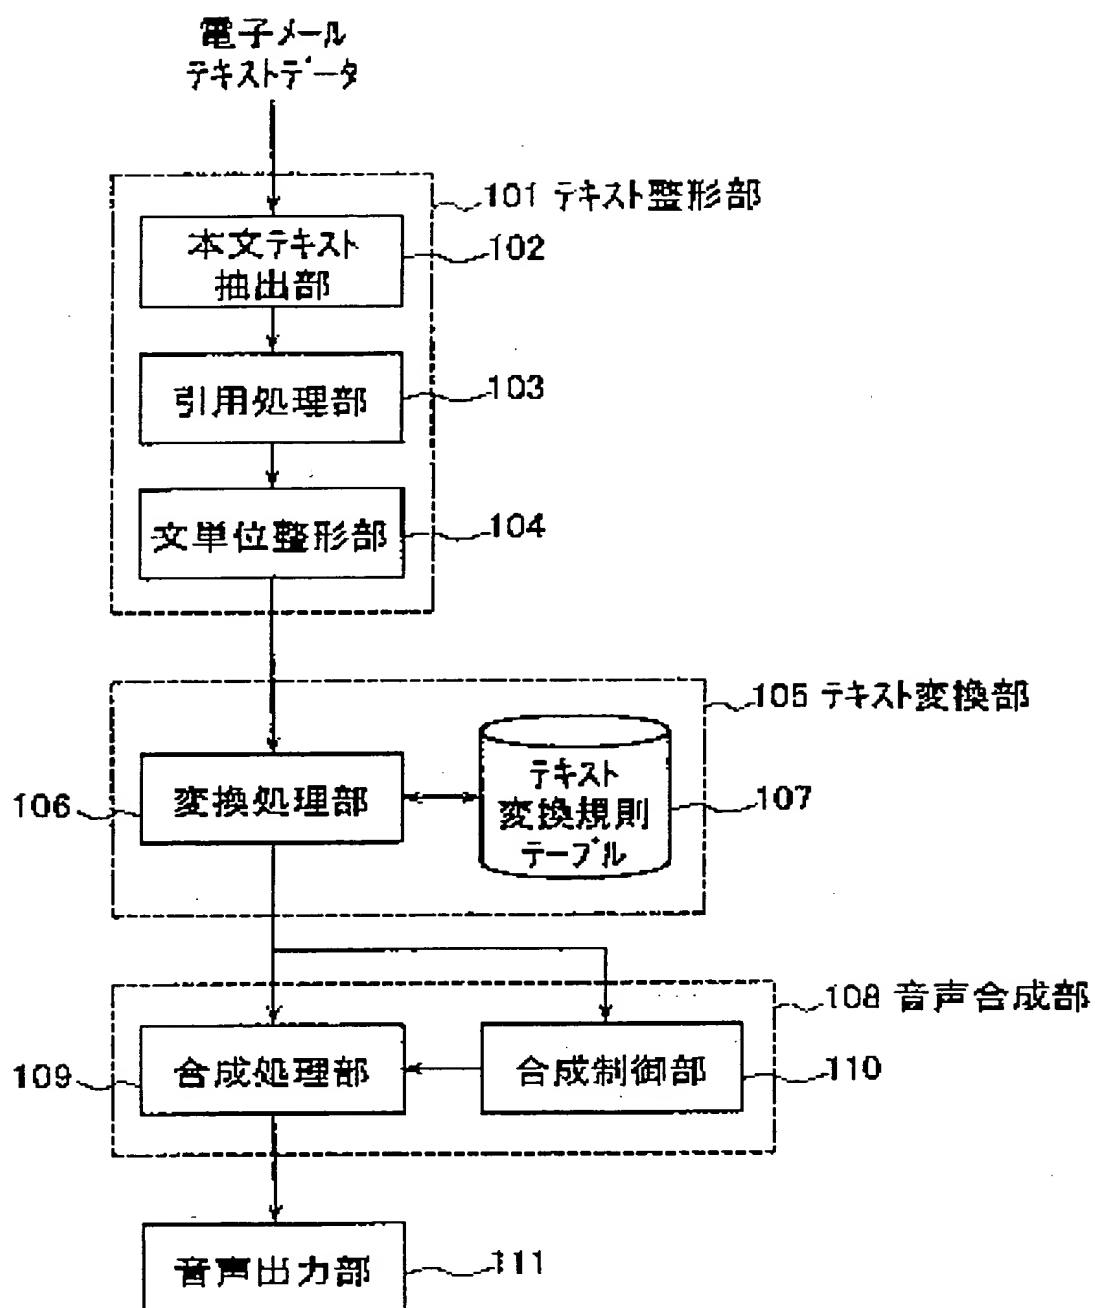 電子メール
テキストデータ
101 テキスト整形部
本文テキスト
抽出部
102
引用処理部
103
文単位整形部
104
105 テキスト変換部
106
変換処理部
テキスト
変換規則
テーブル
107
108 音声合成部
109
合成処理部
合成制御部
110
音声出力部
111